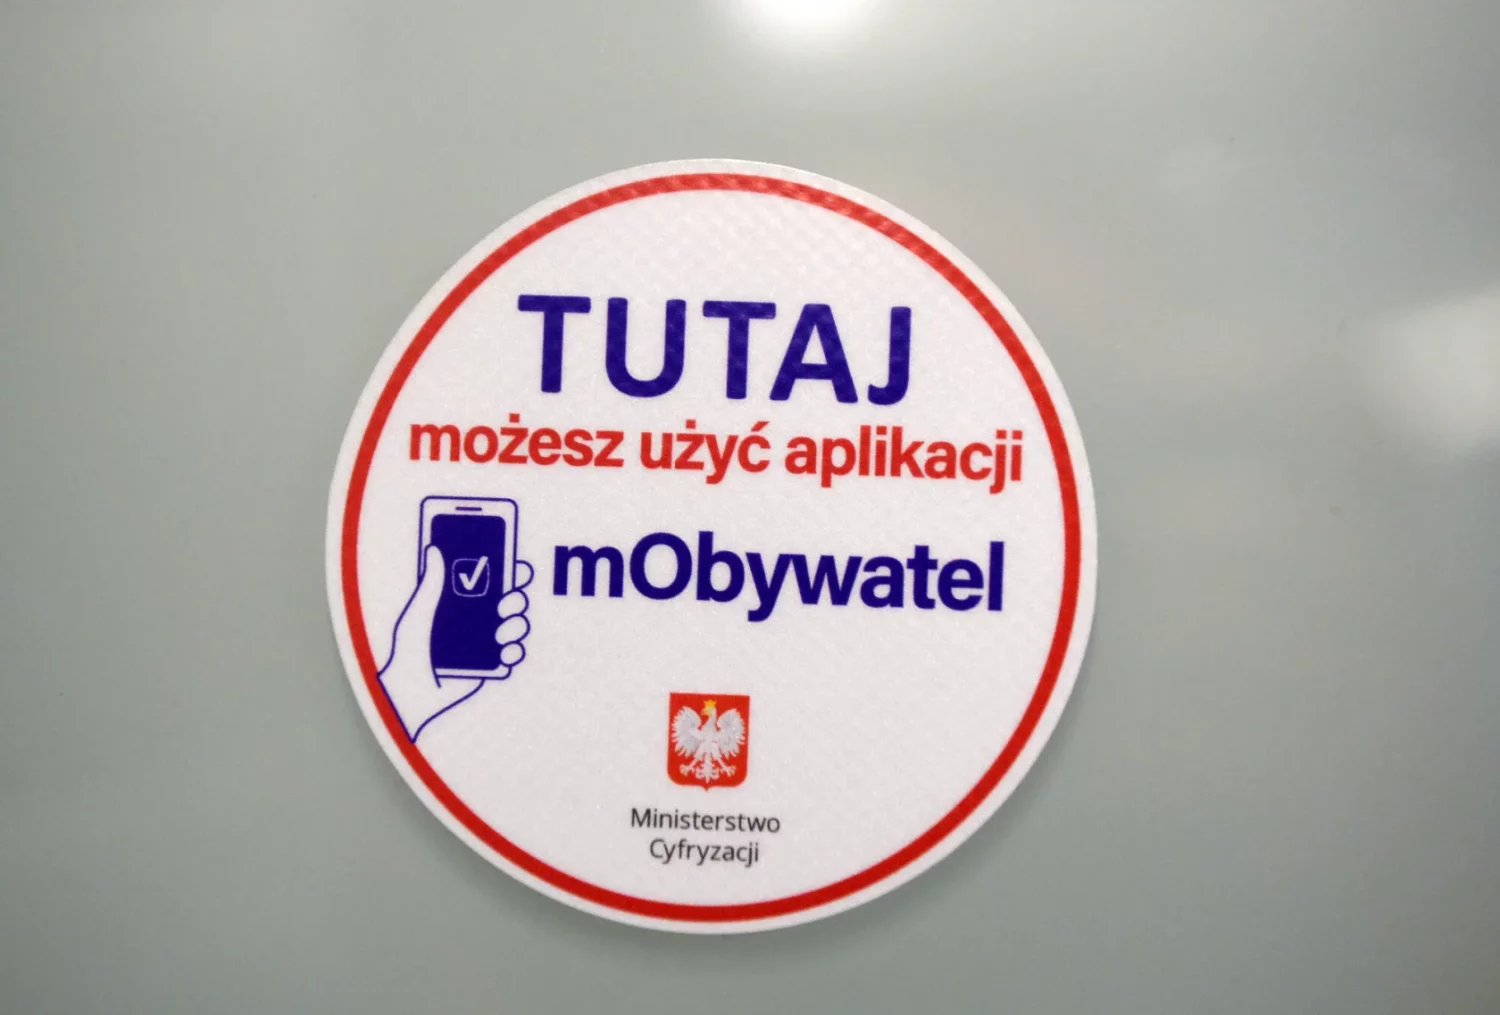 TUTAJ
możesz użyć aplikacji
mObywatel
Ministerstwo
Cyfryzacji